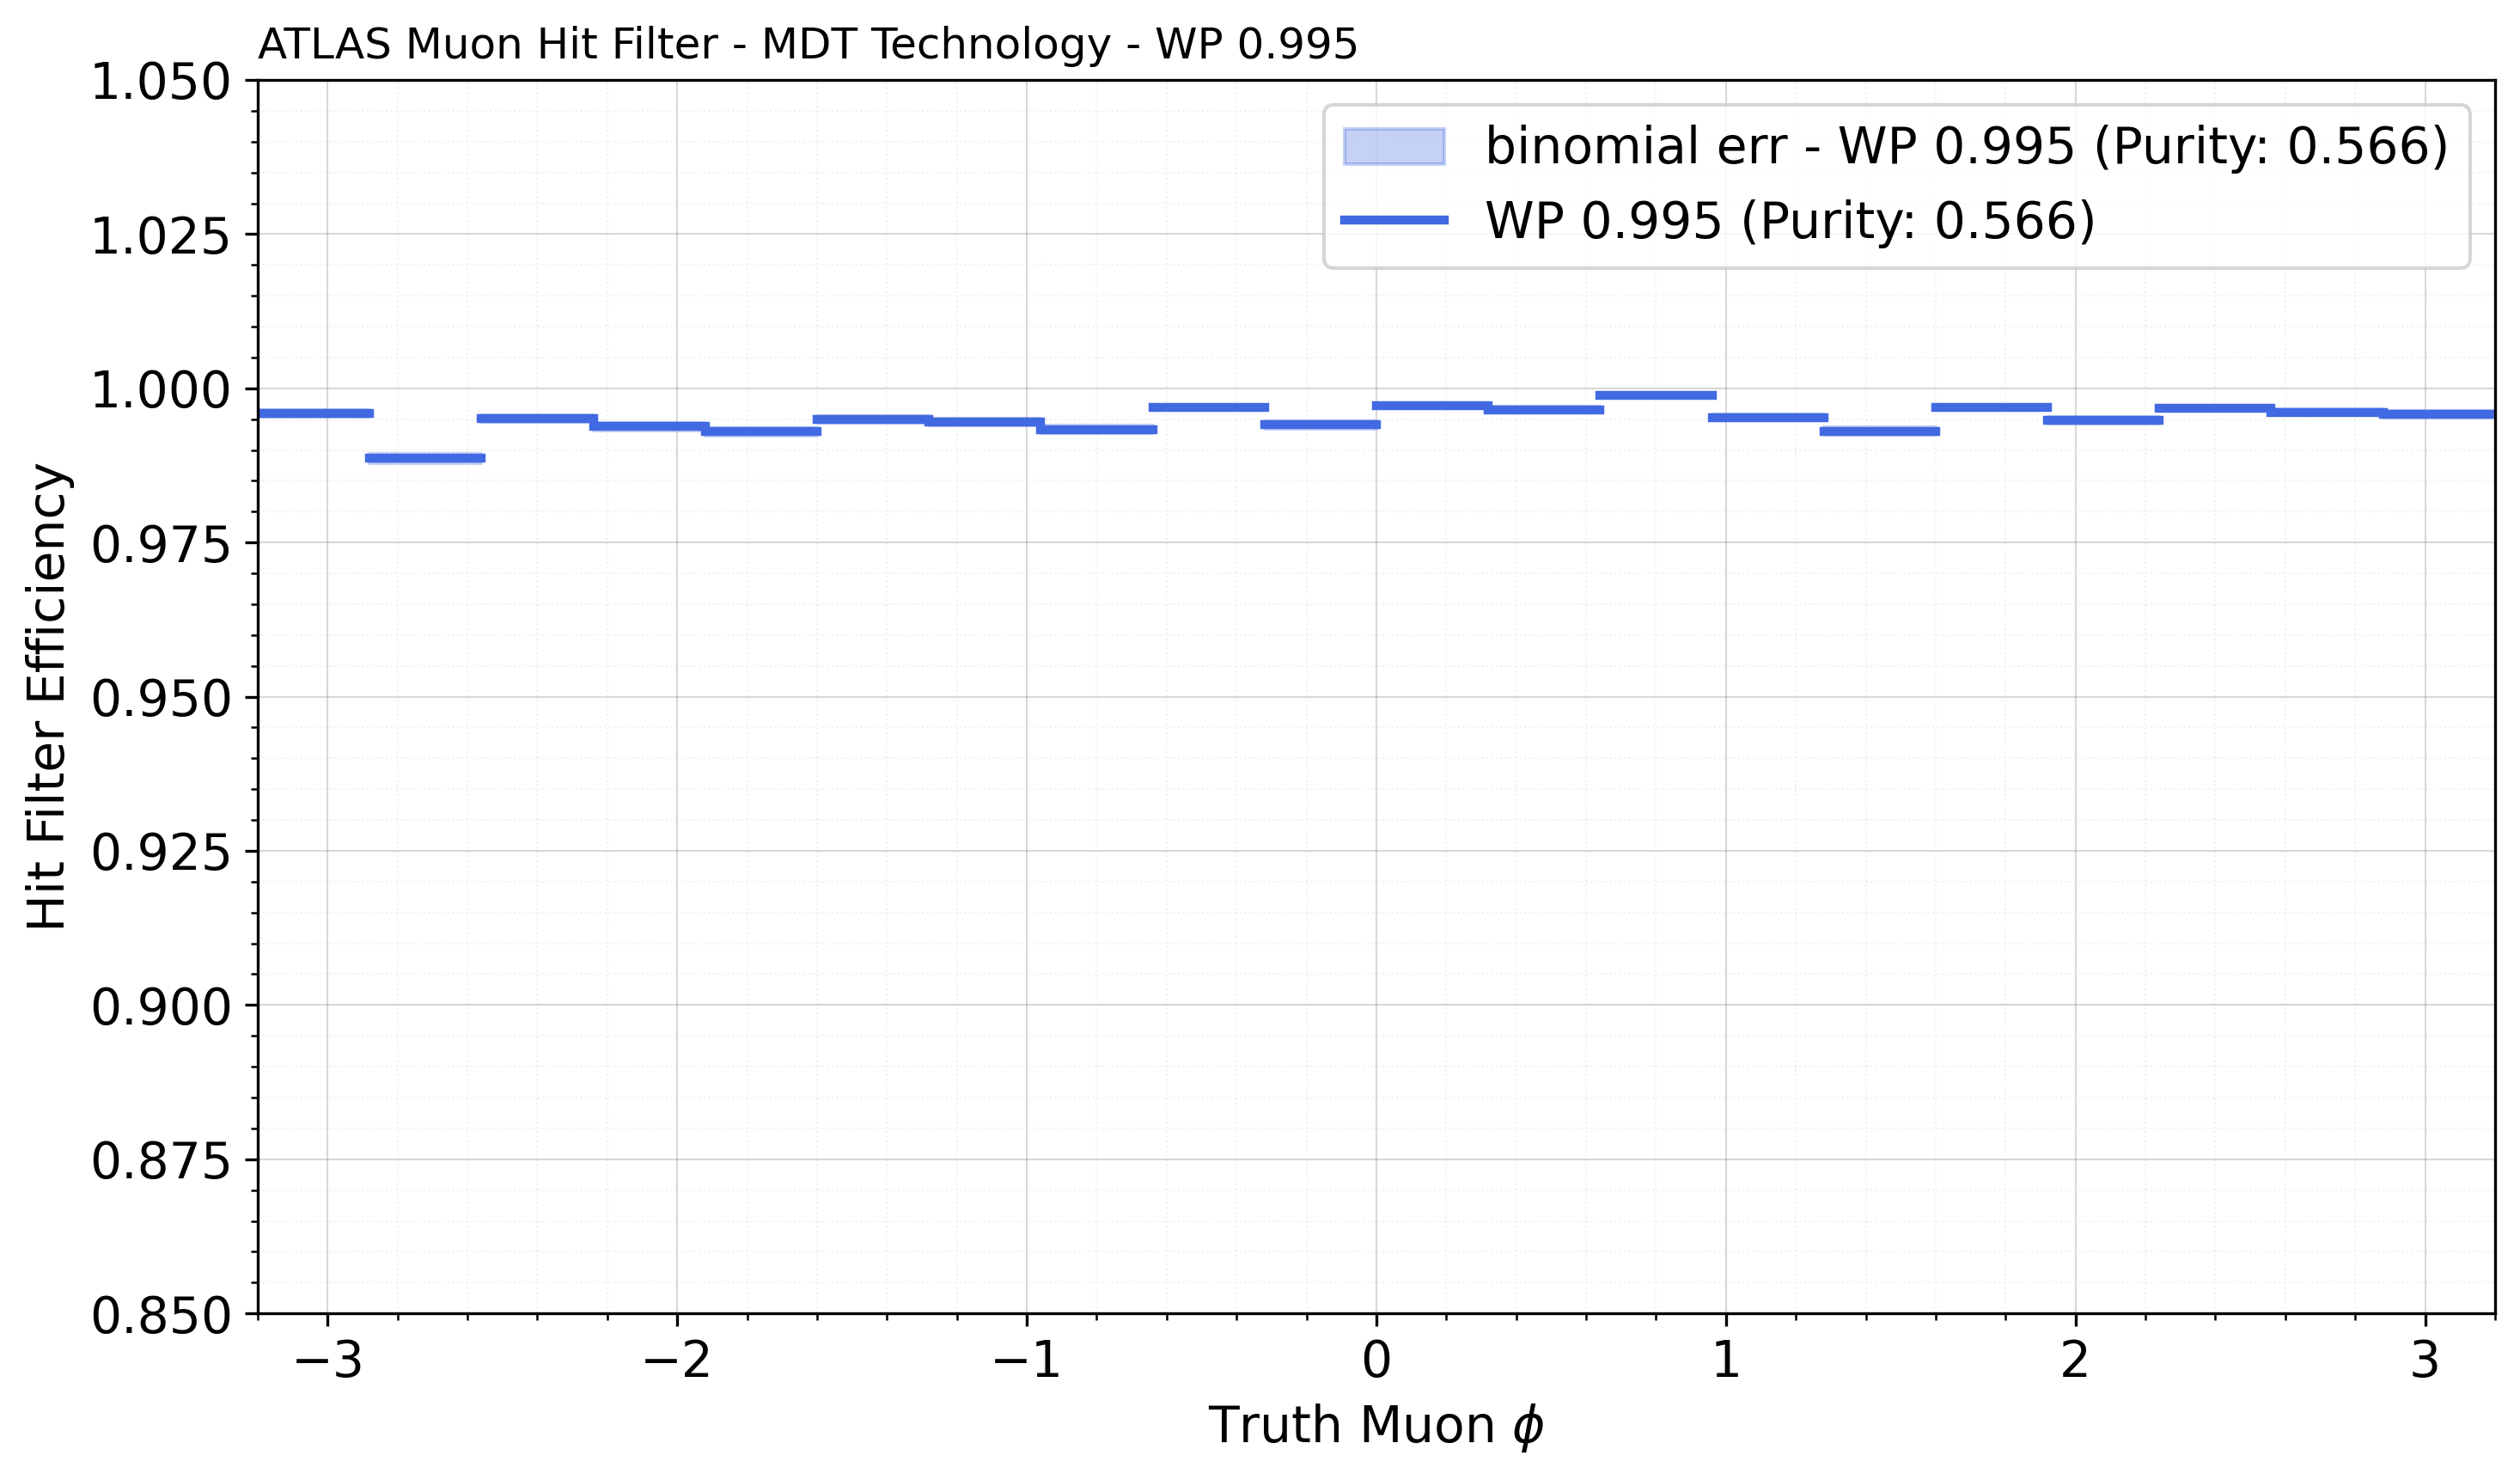 ATLAS Muon Hit Filter - MDT Technology - WP 0.995
1.050
1.025
1.000
0.975
0.950
0.925
0.900
0.875
0.850
Hit Filter Efficiency
binomial err - WP 0.995 (Purity: 0.566)
WP 0.995 (Purity: 0.566)
−3 −2 −1 0 1 2 3
Truth Muon ϕ